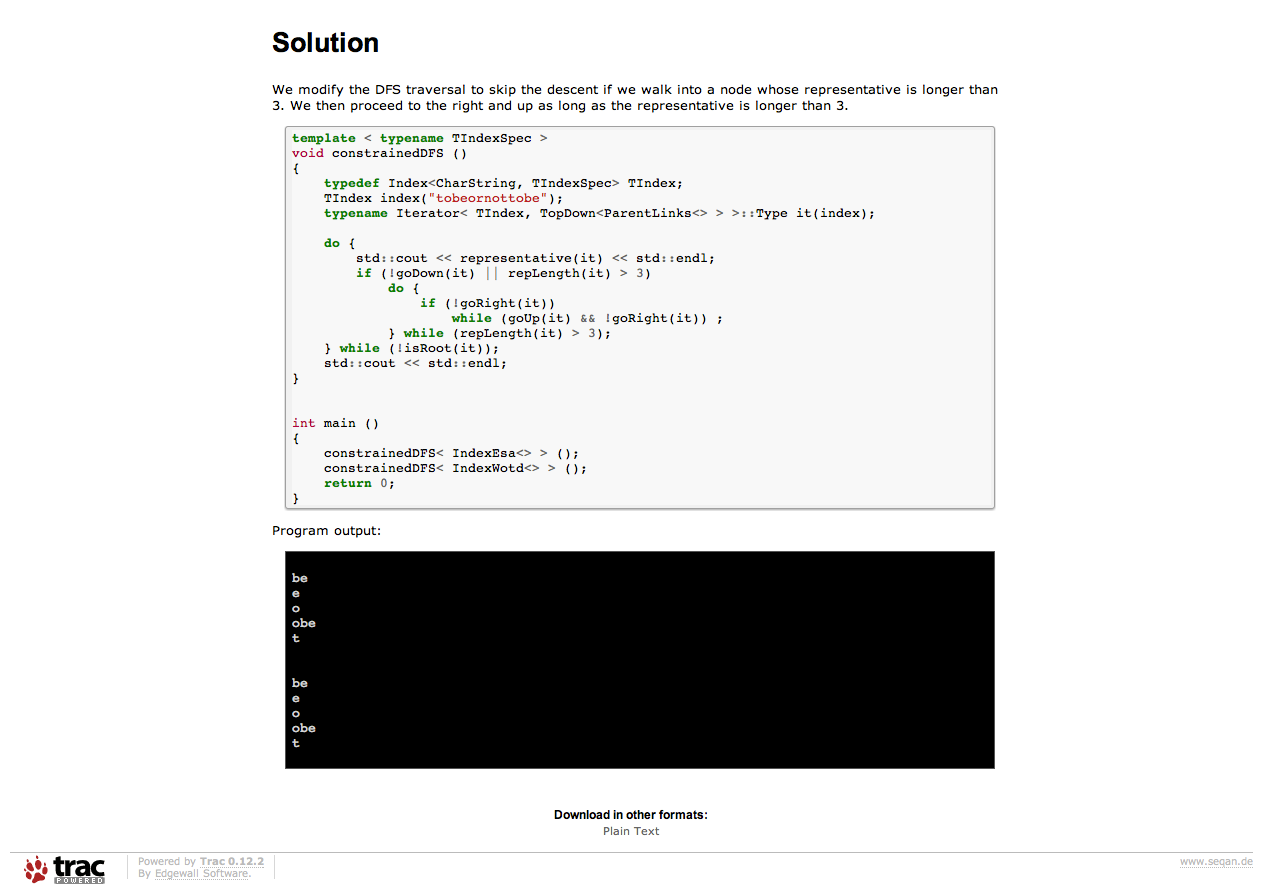 Solution
We modify the DFS traversal to skip the descent if we walk into a node whose representative is longer than
3. We then proceed to the right and up as long as the representative is longer than 3.
template < typename TIndexSpec >
void constrainedDFS ()
{
    typedef Index<CharString, TIndexSpec> TIndex;
    TIndex index("tobeornottobe");
    typename Iterator< TIndex, TopDown<ParentLinks<> > >::Type it(index);

    do {
        std::cout << representative(it) << std::endl;
        if (!goDown(it) || repLength(it) > 3)
            do {
                if (!goRight(it))
                    while (goUp(it) && !goRight(it)) ;
            } while (repLength(it) > 3);
    } while (!isRoot(it));
    std::cout << std::endl;
}

int main ()
{
    constrainedDFS< IndexEsa<> > ();
    constrainedDFS< IndexWotd<> > ();
    return 0;
}
Program output:
be
e
o
obe
t
be
e
o
obe
t
Download in other formats:
Plain Text
trac
POWERED
Powered by Trac 0.12.2
By Edgewall Software.
www.seqan.de